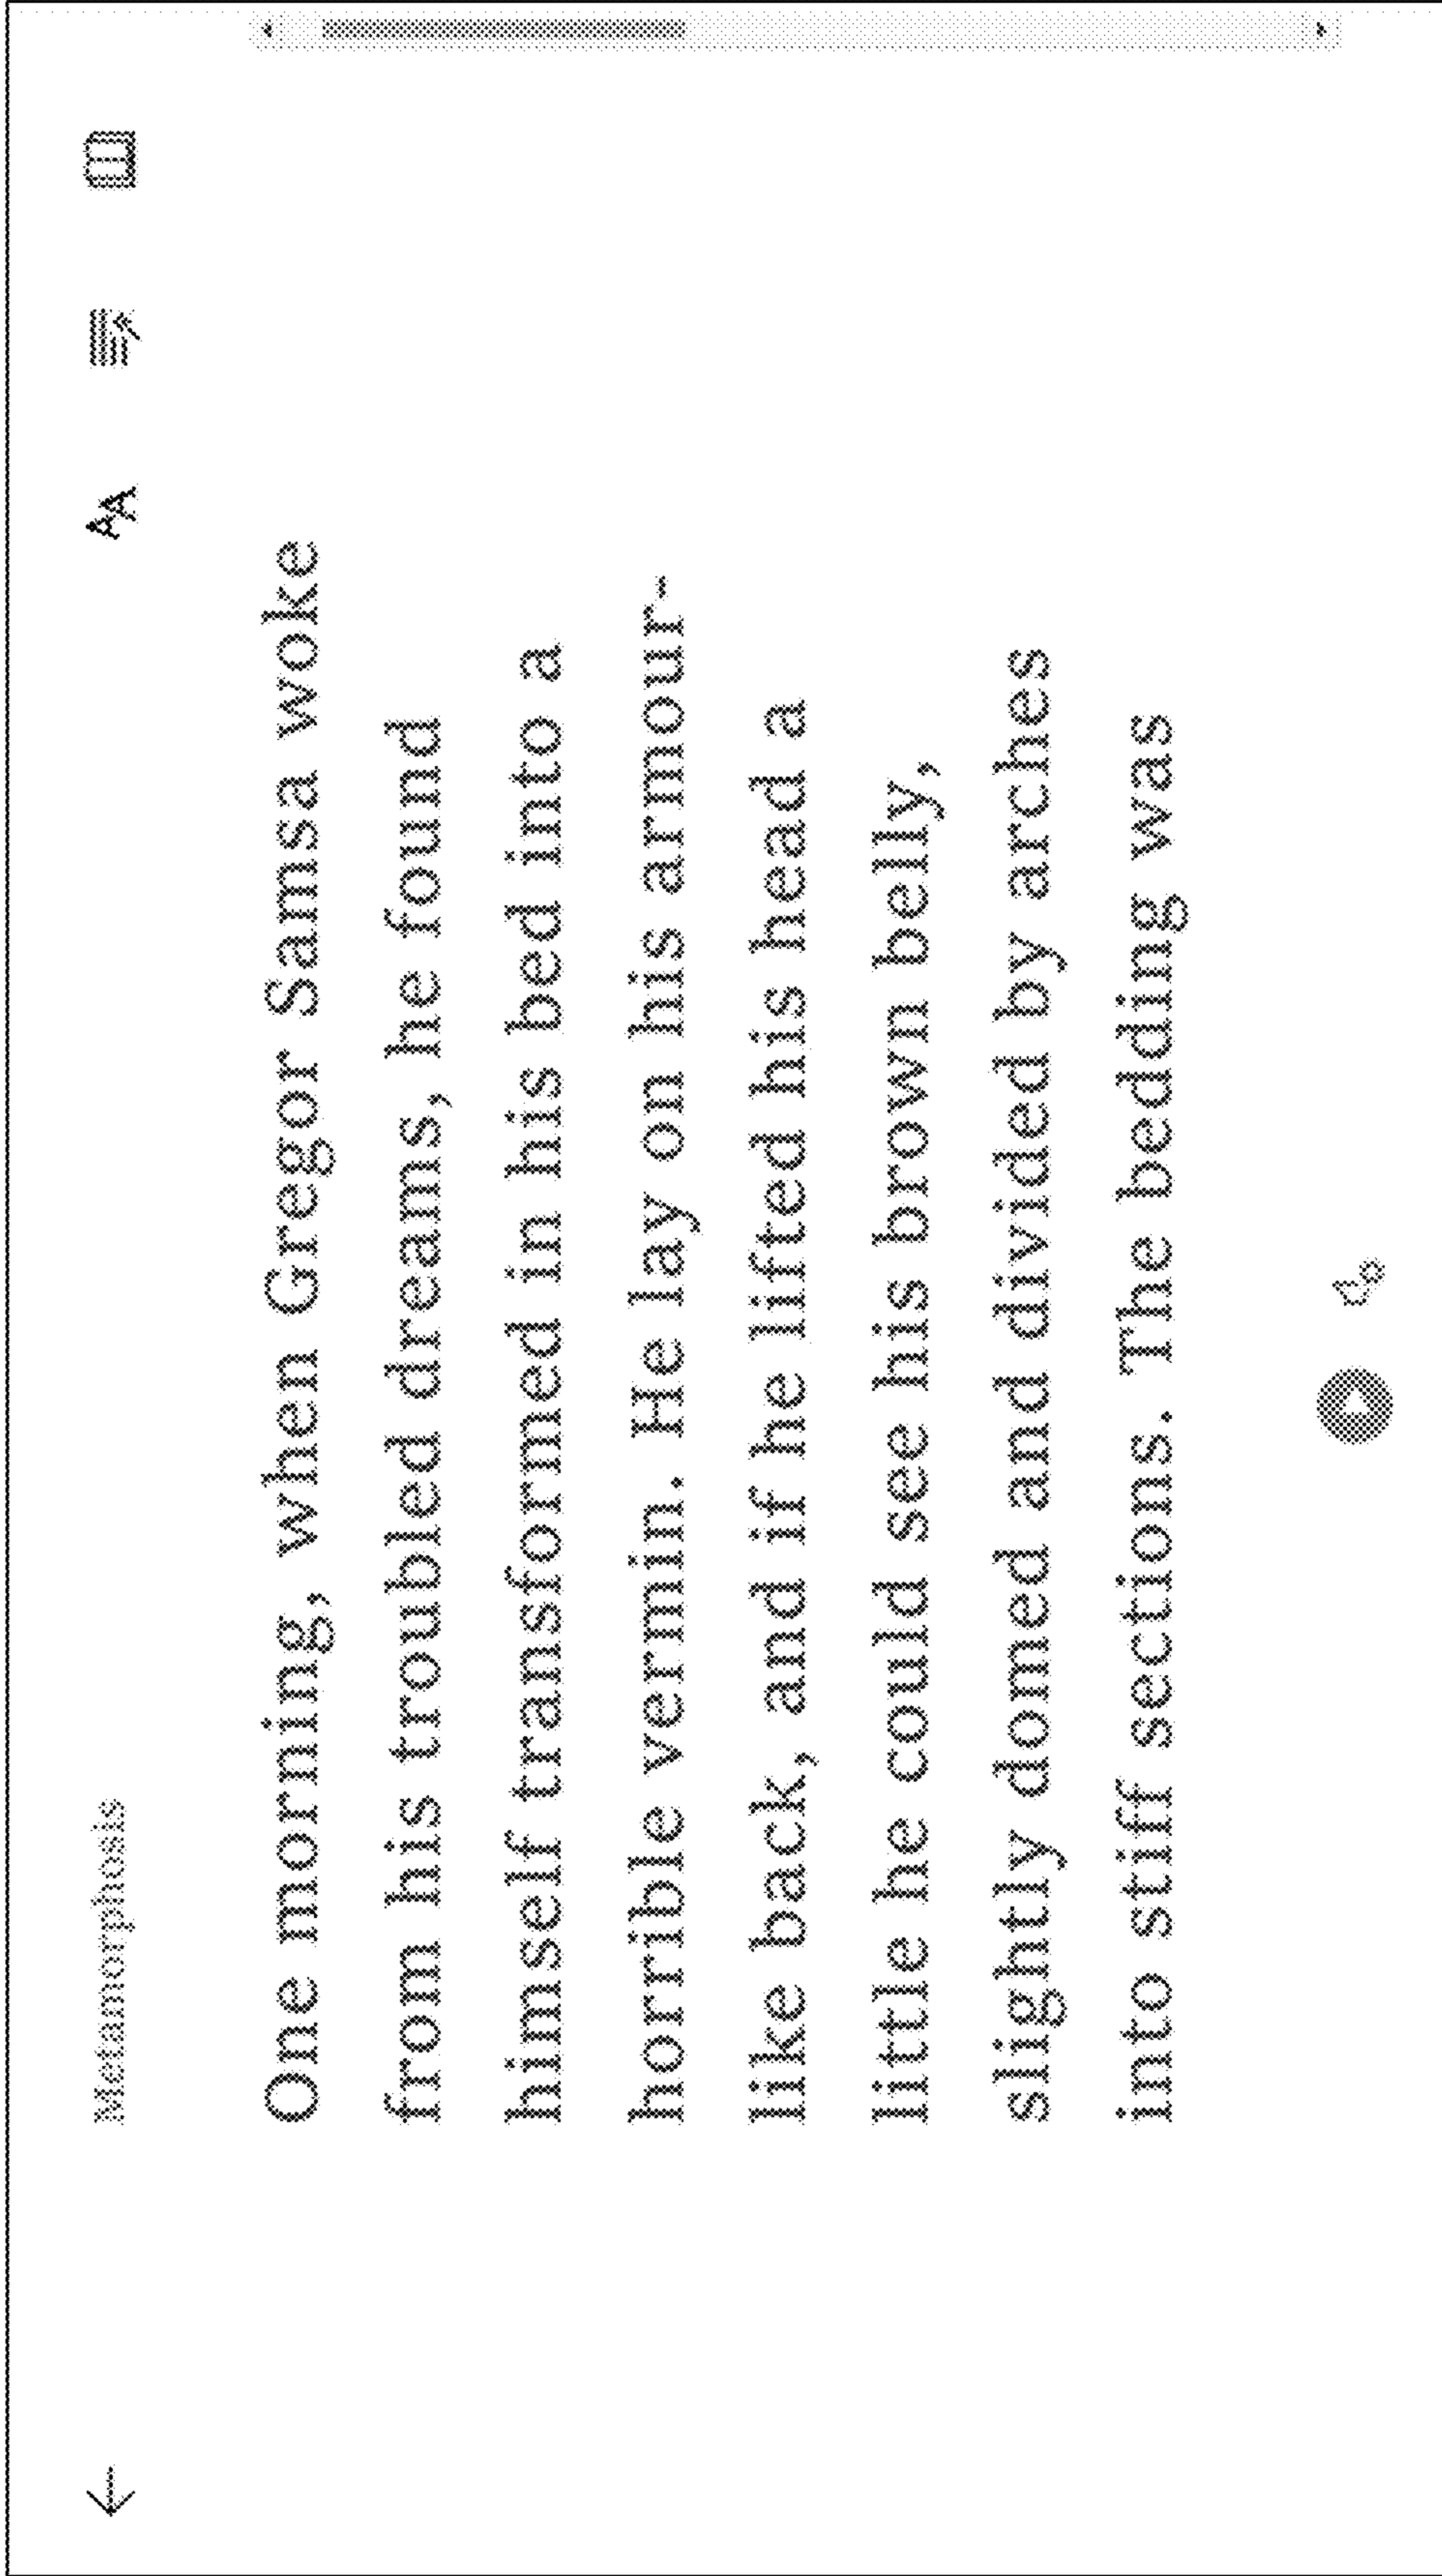 Metamorphosis
AA
One morning, when Gregor Samsa woke
from his troubled dreams, he found
himself transformed in his bed into a
horrible vermin. He lay on his armour-
like back, and if he lifted his head a
little he could see his brown belly,
slightly domed and divided by arches
into stiff sections. The bedding was